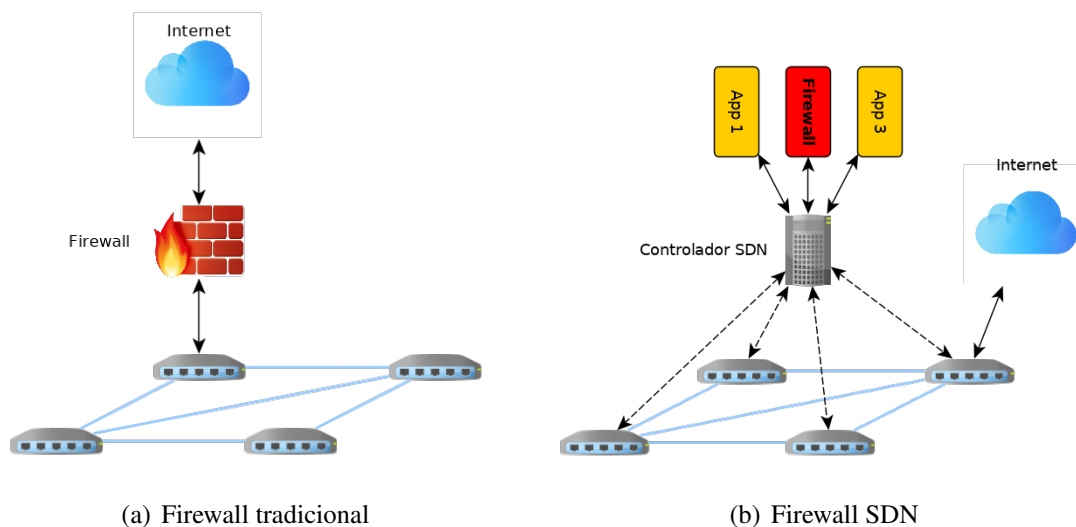 Internet
Firewall
(a) Firewall tradicional
App 1
Firewall
App 3
Internet
Controlador SDN
(b) Firewall SDN